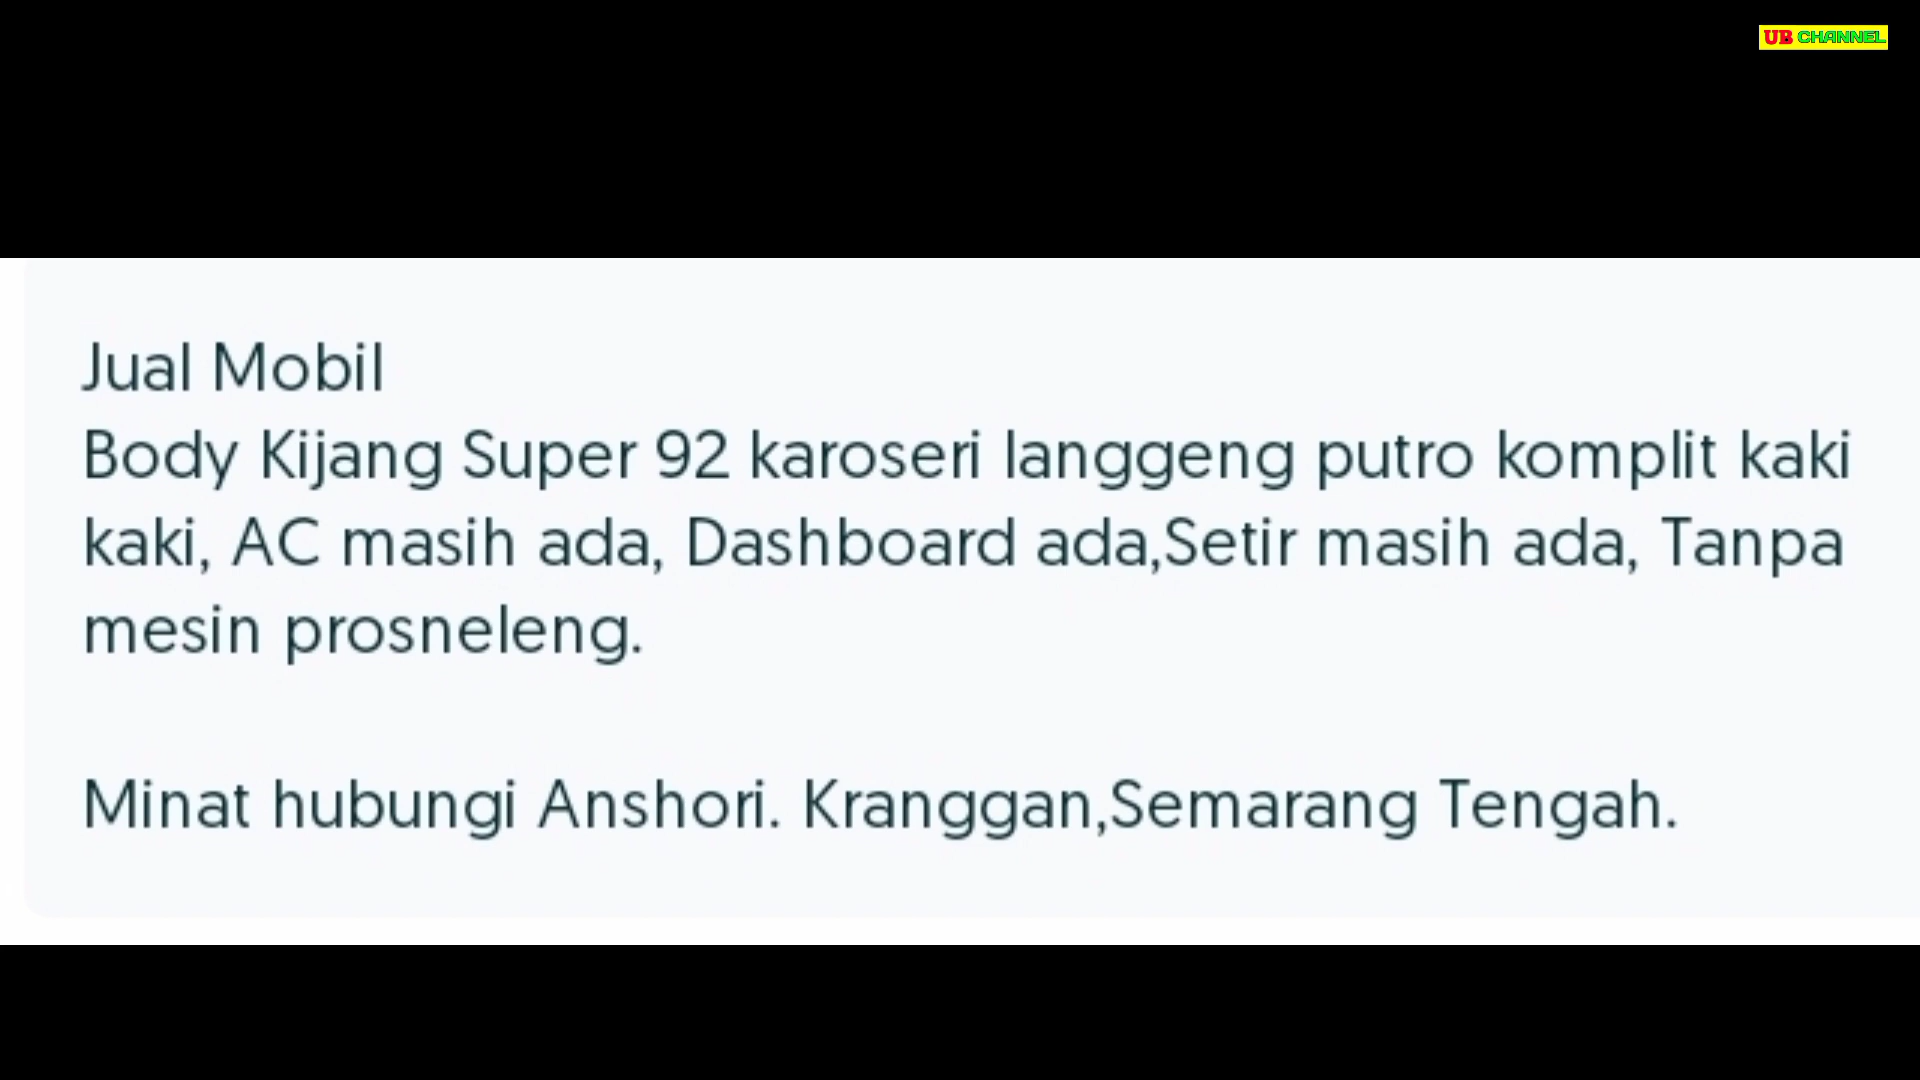 UB CHANNEL
Jual Mobil
Body Kijang Super 92 karoseri langgeng putro komplit kaki
kaki, AC masih ada, Dashboard ada,Setir masih ada, Tanpa
mesin prosneleng.
Minat hubungi Anshori. Kranggan,Semarang Tengah.